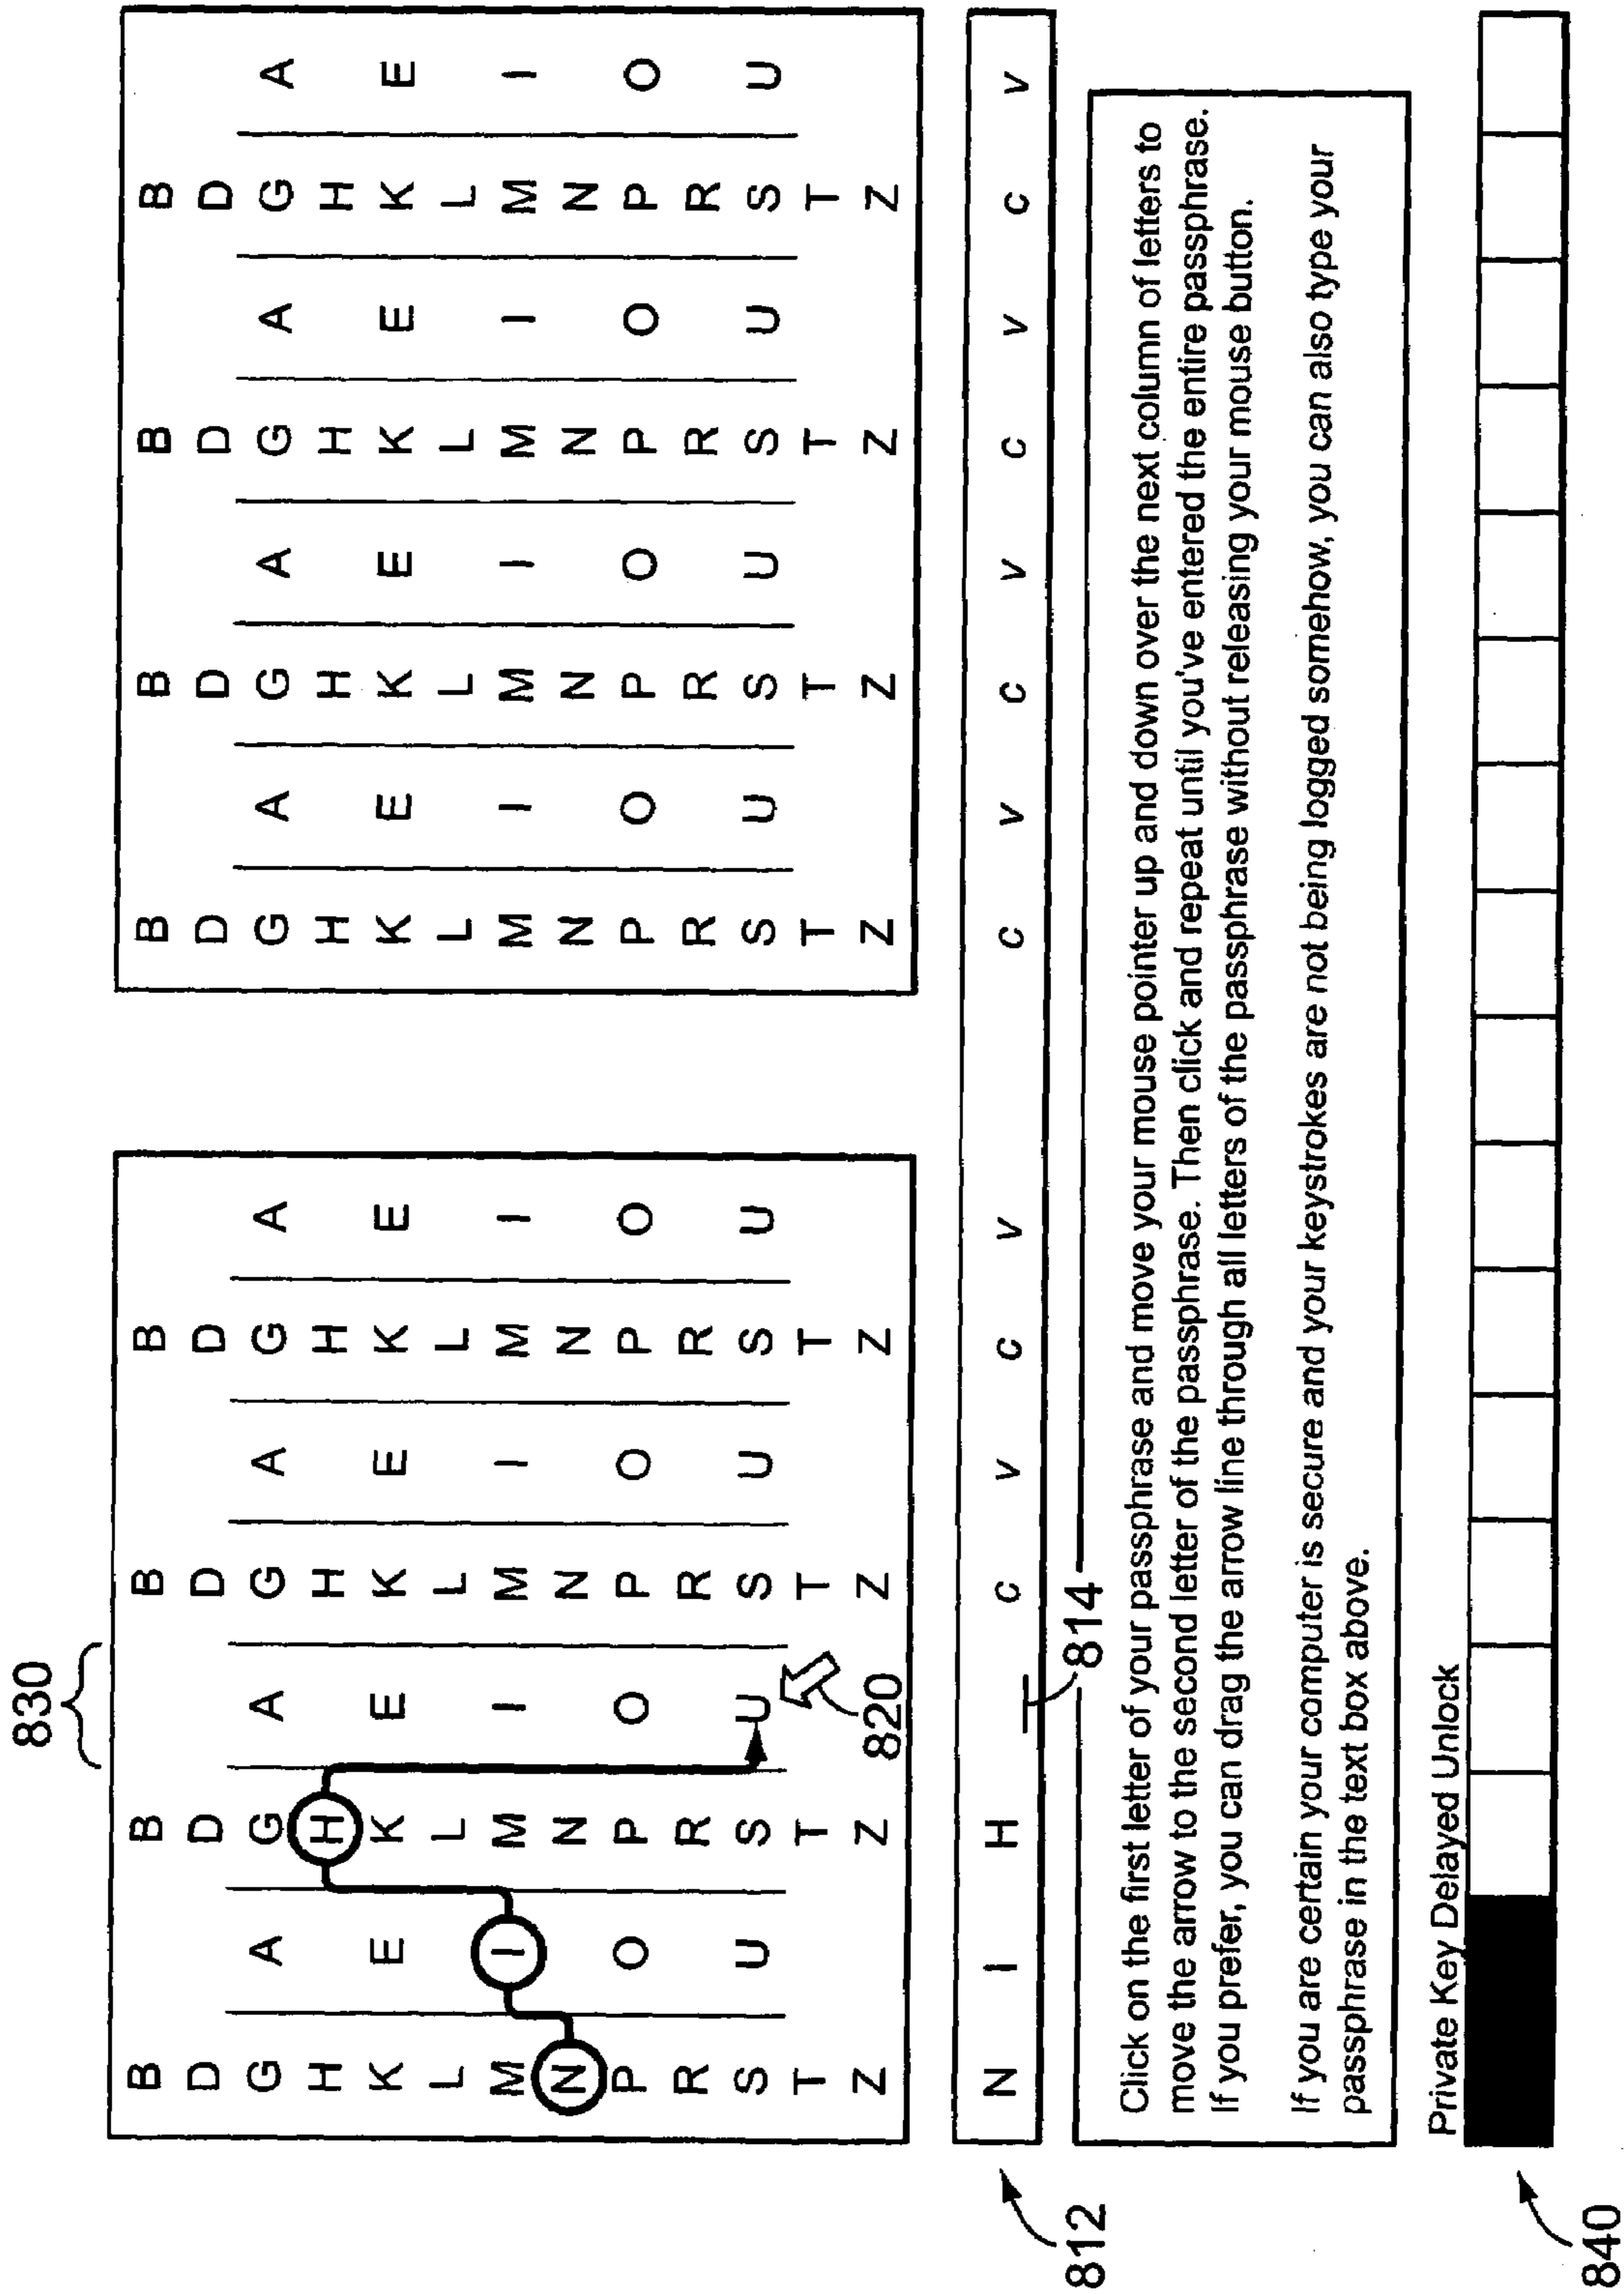 830
B B B B B B B B
D D D D D D D D
G A G A G A G A G A G A G A G A
H H H H H H H H
K E K E K E K E K E K E K E K E
L L L L L L L L
M I M I M I M I M I M I M I M I
N N N N N N N N
P O P O P O P O P O P O P O P O
R R R R R R R R
S U S U S U S U S U S U S U S U
T T T T T T T T
Z Z Z Z Z Z Z Z
820
N I H c v c v c v c v c v c v
812
814
Click on the first letter of your passphrase and move your mouse pointer up and down over the next column of letters to
move the arrow to the second letter of the passphrase. Then click and repeat until you've entered the entire passphrase.
If you prefer, you can drag the arrow line through all letters of the passphrase without releasing your mouse button.
If you are certain your computer is secure and your keystrokes are not being logged somehow, you can also type your
passphrase in the text box above.
Private Key Delayed Unlock
840